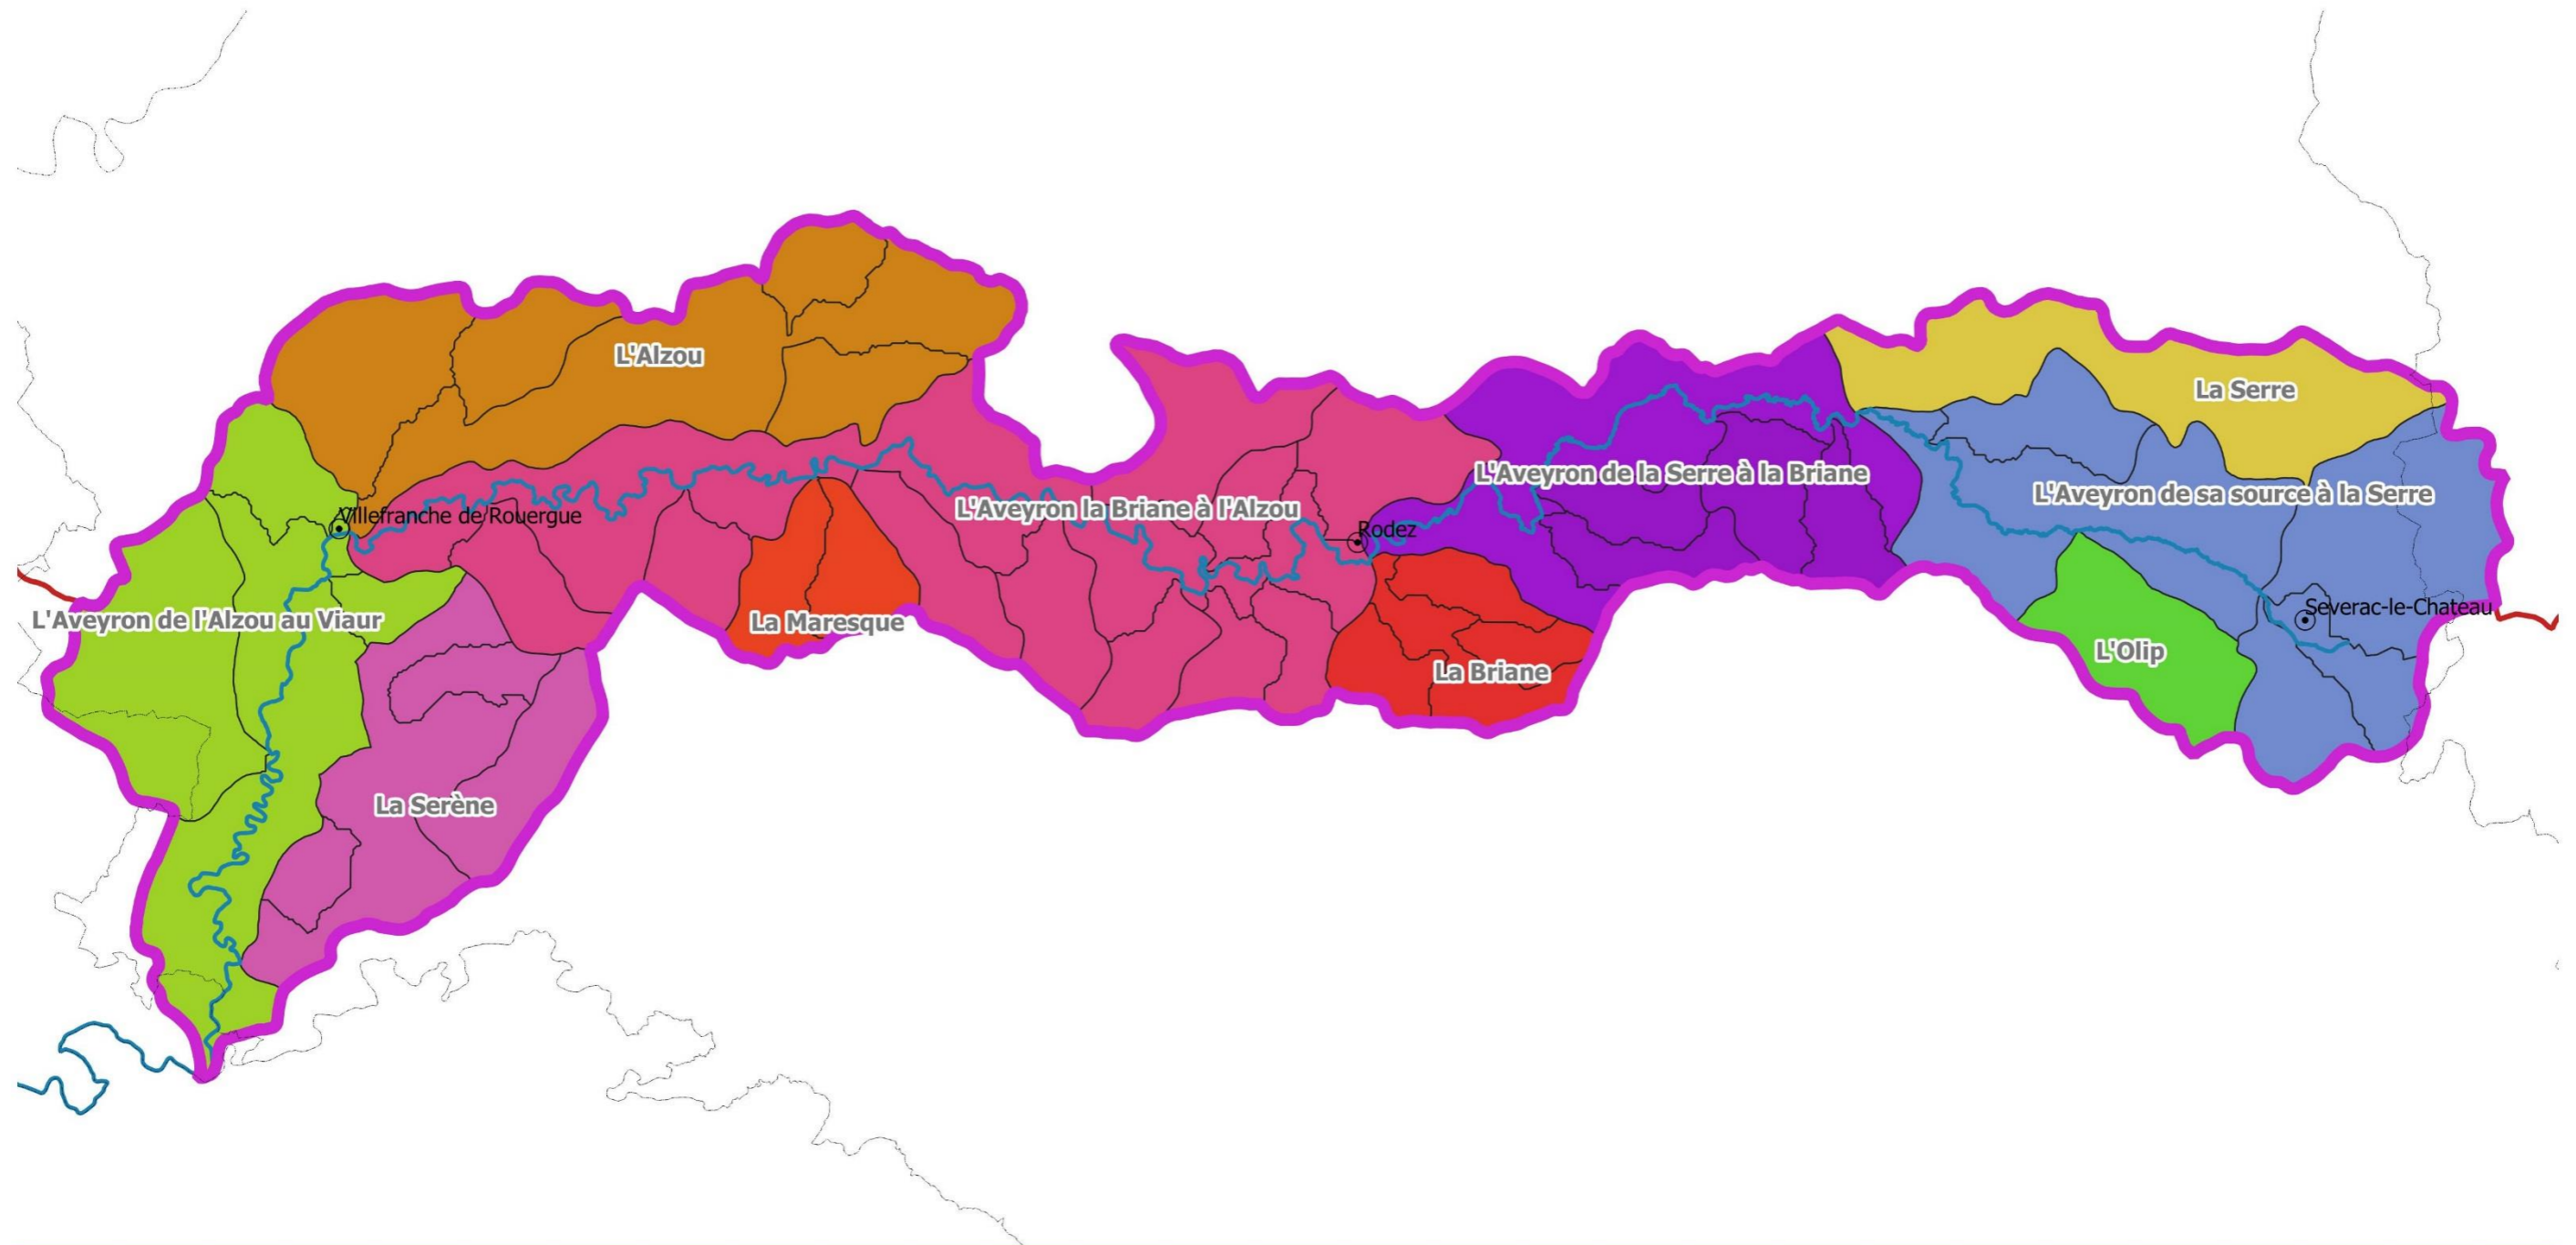 L'Alzou
La Serre
L'Aveyron de la Serre à la Briane
L'Aveyron de sa source à la Serre
L'Aveyron la Briane à l'Alzou
Villefranche de Rouergue
Rodez
Severac-le-Chateau
L'Aveyron de l'Alzou au Viaur
La Maresque
L'Olip
La Briane
La Serène